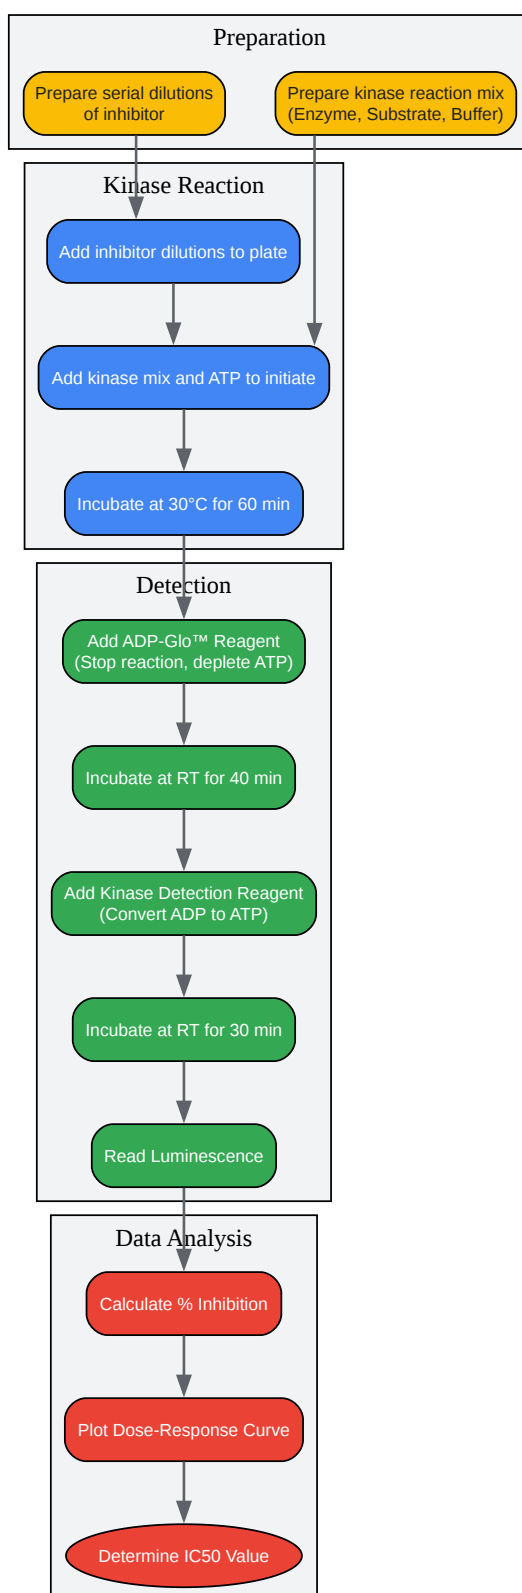 Preparation
Prepare serial dilutions
of inhibitor
Prepare kinase reaction mix
(Enzyme, Substrate, Buffer)
Kinase Reaction
Add inhibitor dilutions to plate
Add kinase mix and ATP to initiate
Incubate at 30°C for 60 min
Detection
Add ADP-Glo™ Reagent
(Stop reaction, deplete ATP)
Incubate at RT for 40 min
Add Kinase Detection Reagent
(Convert ADP to ATP)
Incubate at RT for 30 min
Read Luminescence
Data Analysis
Calculate % Inhibition
Plot Dose-Response Curve
Determine IC50 Value